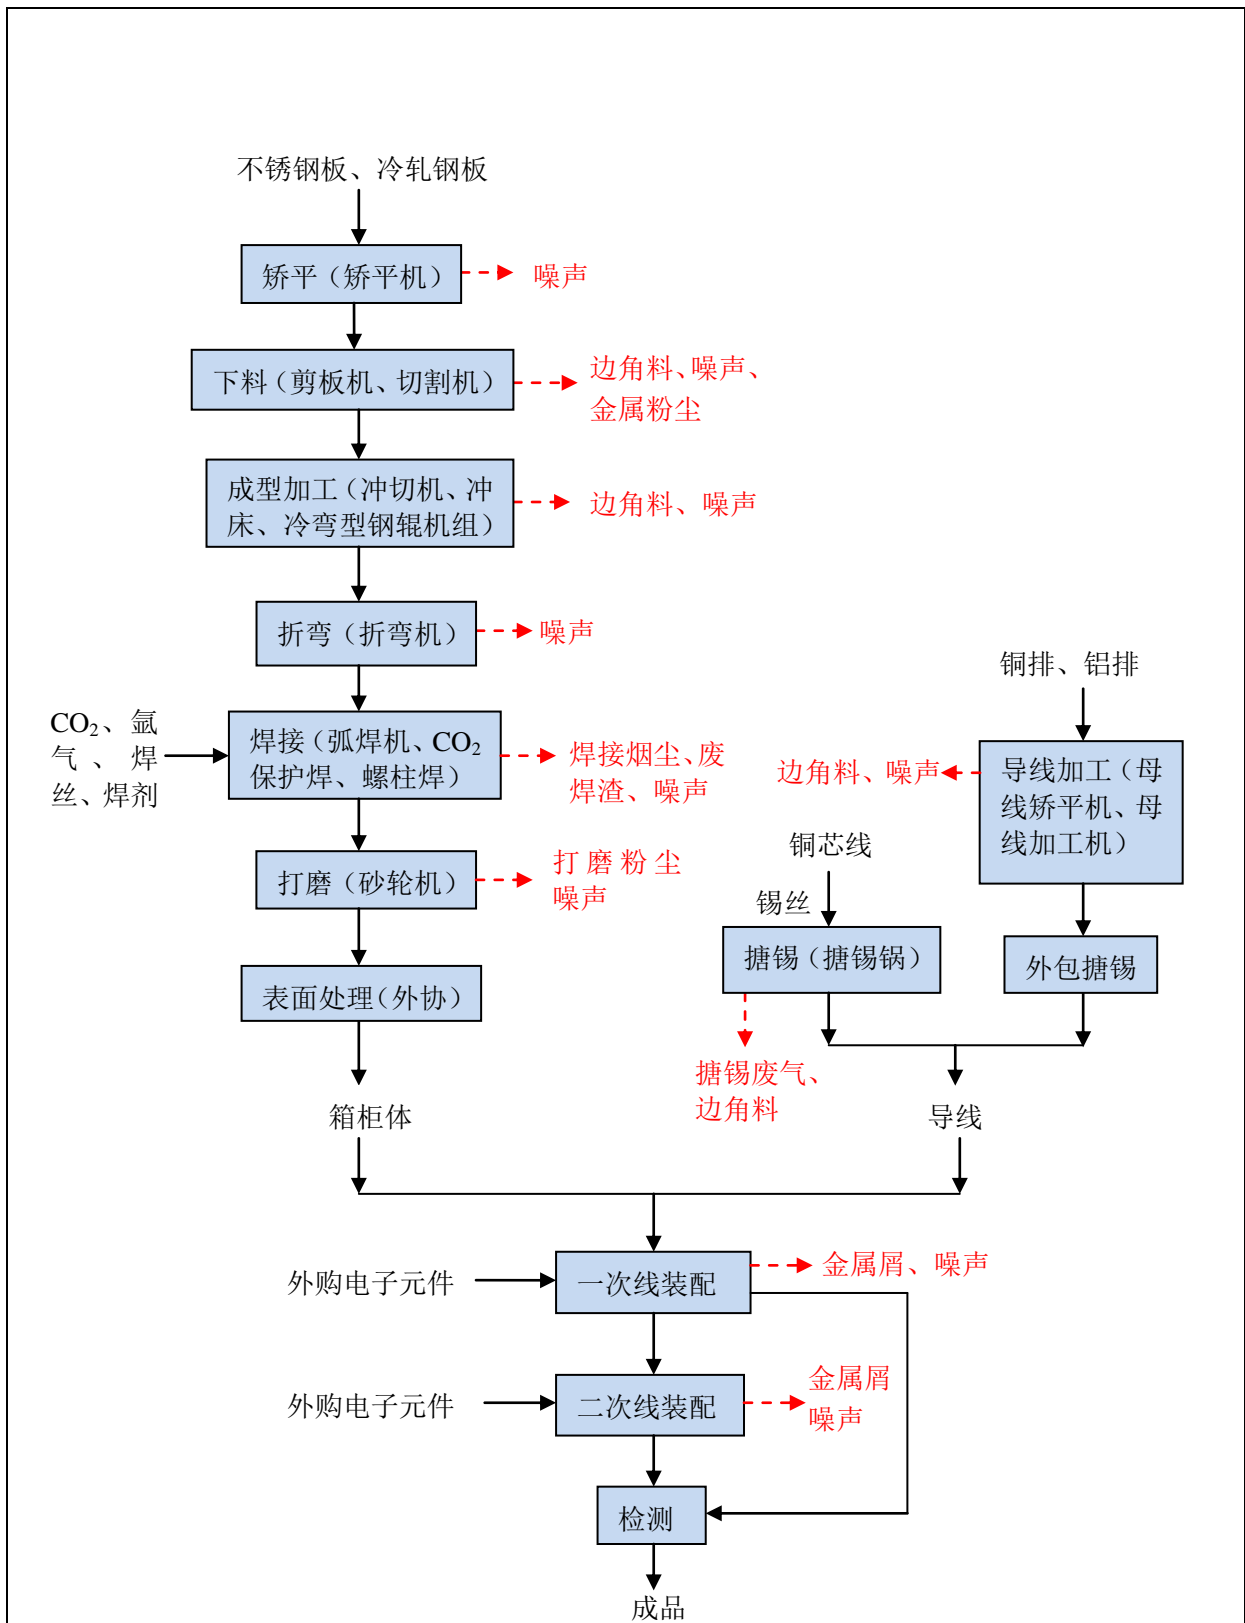 不锈钢板、冷轧钢板
矫平（矫平机）
噪声
下料（剪板机、切割机）
边角料、噪声、
金属粉尘
成型加工（冲切机、冲
床、冷弯型钢辊机组）
边角料、噪声
折弯（折弯机）
噪声
CO₂、氩
气、焊
丝、焊剂
焊接（弧焊机、CO₂
保护焊、螺柱焊）
焊接烟尘、废
焊渣、噪声
打磨（砂轮机）
打磨粉尘
噪声
表面处理（外协）
箱柜体
铜排、铝排
导线加工（母
线矫平机、母
线加工机）
边角料、噪声
铜芯线
锡丝
搪锡（搪锡锅）
外包搪锡
搪锡废气、
边角料
导线
外购电子元件
一次线装配
金属屑、噪声
外购电子元件
二次线装配
金属屑
噪声
检测
成品